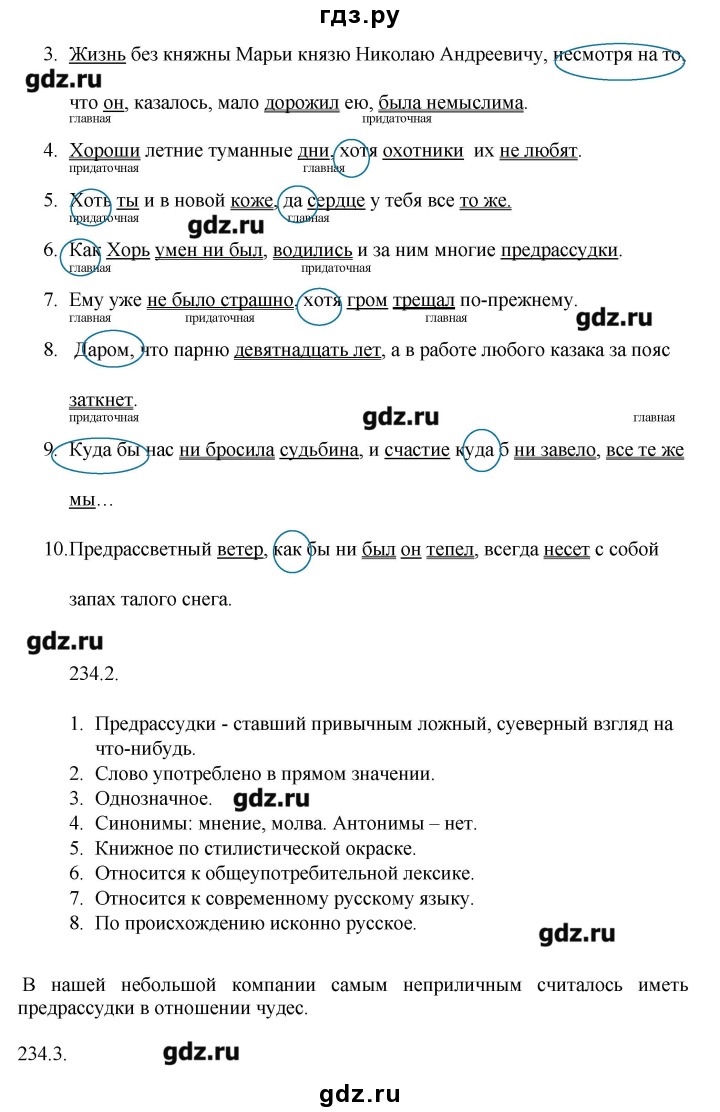 гдз.ру
3. Жизнь без княжны Марьи князю Николаю Андреевичу, несмотря на то,
gdz.ru
что он, казалось, мало дорожил ею, была немыслима.
главная придаточная
4. Хороши летние туманные дни, хотя охотники их не любят.
придаточная главная
5. Хоть ты и в новой коже, да сердце у тебя все то же.
придаточная главная
gdz.ru
6. Как Хорь умен ни был, водились и за ним многие предрассудки.
главная придаточная
7. Ему уже не было страшно, хотя гром трещал по-прежнему.
главная придаточная главная
gdz.ru
8. Даром, что парню девятнадцать лет, а в работе любого казака за пояс
заткнет.
придаточная главная
gdz.ru
9. Куда бы нас ни бросила судьбина, и счастие куда б ни завело, все те же
мы…
10.Предрассветный ветер, как бы ни был он тепел, всегда несет с собой
запах талого снега.
gdz.ru
234.2.
1. Предрассудки - ставший привычным ложный, суеверный взгляд на
что-нибудь.
2. Слово употреблено в прямом значении.
3. Однозначное.
gdz.ru
4. Синонимы: мнение, молва. Антонимы – нет.
5. Книжное по стилистической окраске.
6. Относится к общеупотребительной лексике.
7. Относится к современному русскому языку.
8. По происхождению исконно русское.
gdz.ru
В нашей небольшой компании самым неприличным считалось иметь
предрассудки в отношении чудес.
234.3.
gdz.ru
gdz.ru